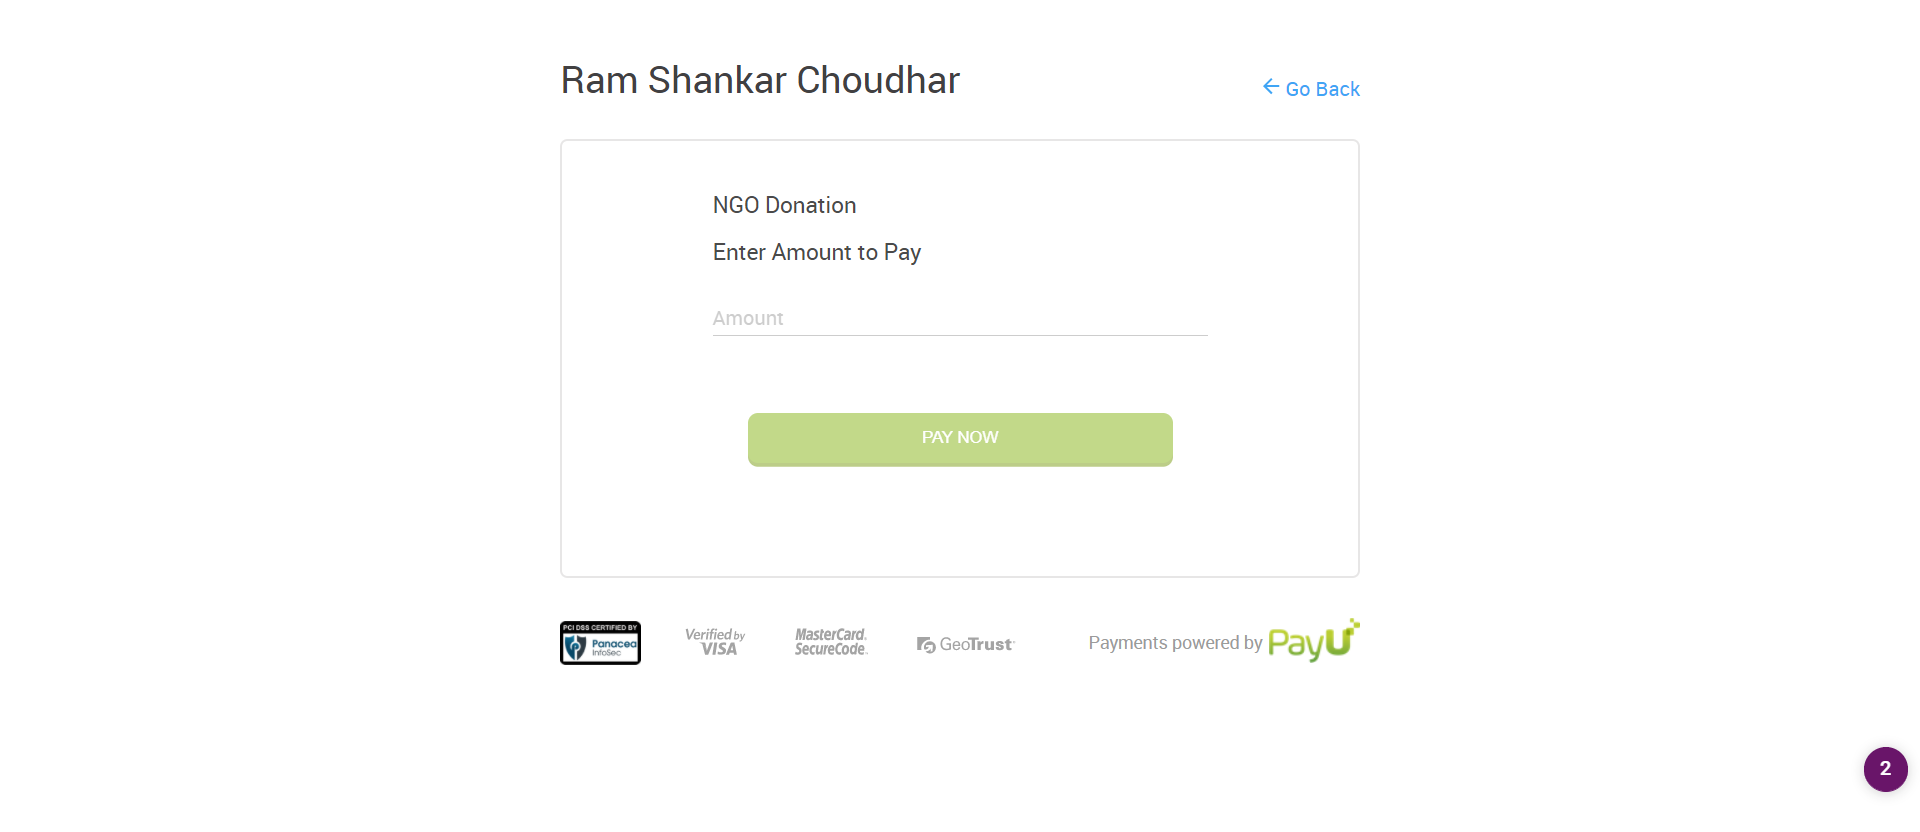 Ram Shankar Choudhar
Go Back
NGO Donation
Enter Amount to Pay
Amount
PAY NOW
PCI DSS CERTIFIED BY
Panacea
InfoSec
Verified by
VISA
MasterCard.
SecureCode.
GeoTrust
Payments powered by PayU
2